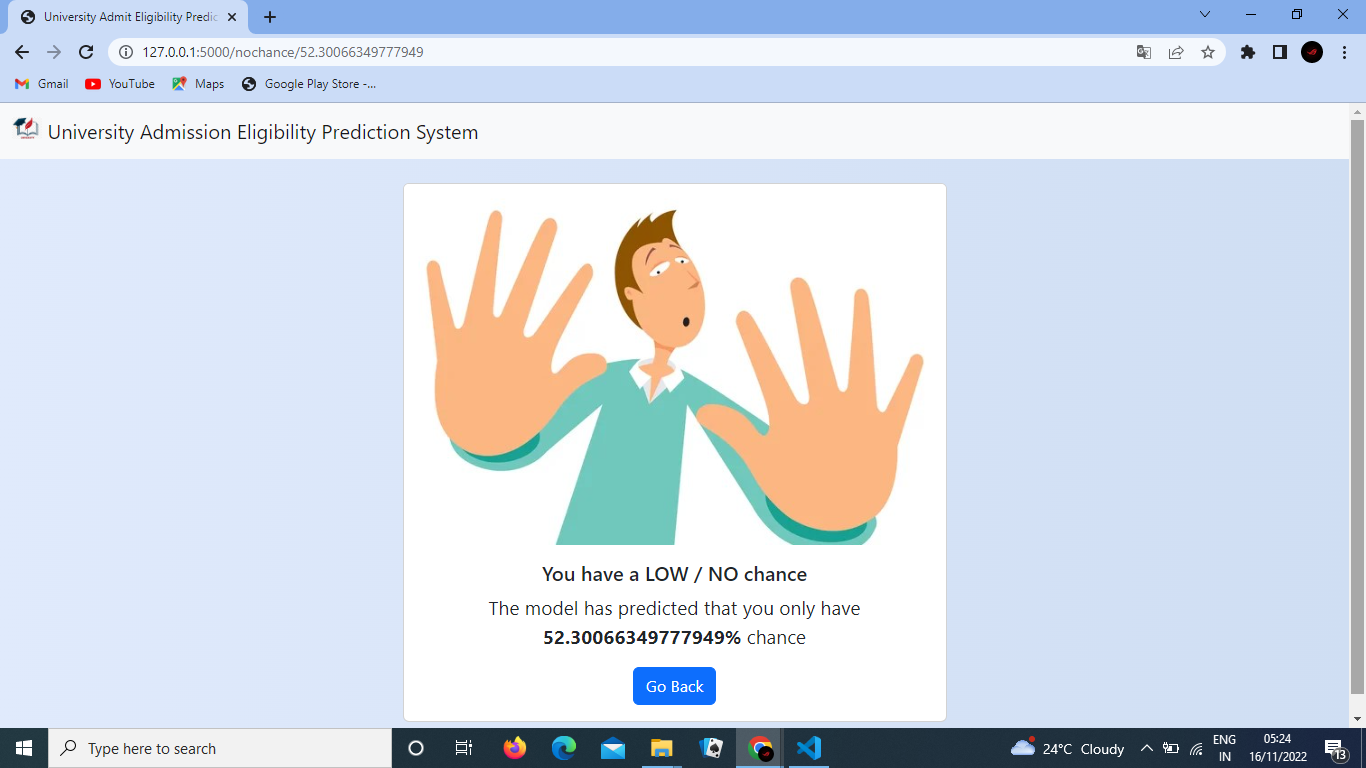 University Admit Eligibility Predic
127.0.0.1:5000/nochance/52.30066349777949
Gmail YouTube Maps Google Play Store -...
University Admission Eligibility Prediction System
You have a LOW / NO chance
The model has predicted that you only have
52.30066349777949% chance
Go Back
Type here to search
24°C Cloudy
ENG
IN
05:24
16/11/2022
13